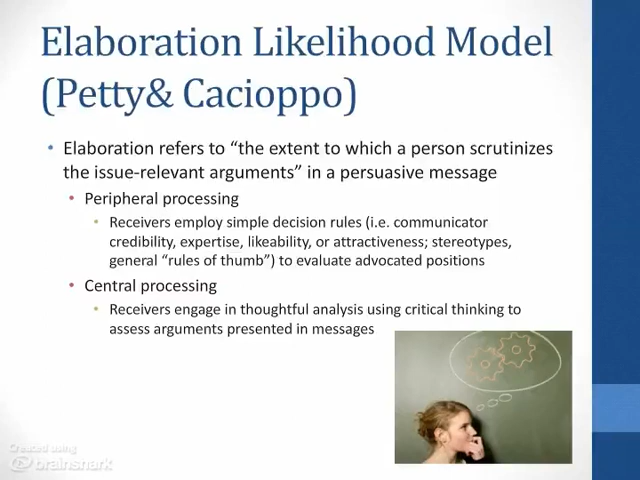 Elaboration Likelihood Model
(Petty& Cacioppo)
• Elaboration refers to “the extent to which a person scrutinizes
the issue-relevant arguments” in a persuasive message
• Peripheral processing
• Receivers employ simple decision rules (i.e. communicator
credibility, expertise, likeability, or attractiveness; stereotypes,
general “rules of thumb”) to evaluate advocated positions
• Central processing
• Receivers engage in thoughtful analysis using critical thinking to
assess arguments presented in messages
Created using
brainshark